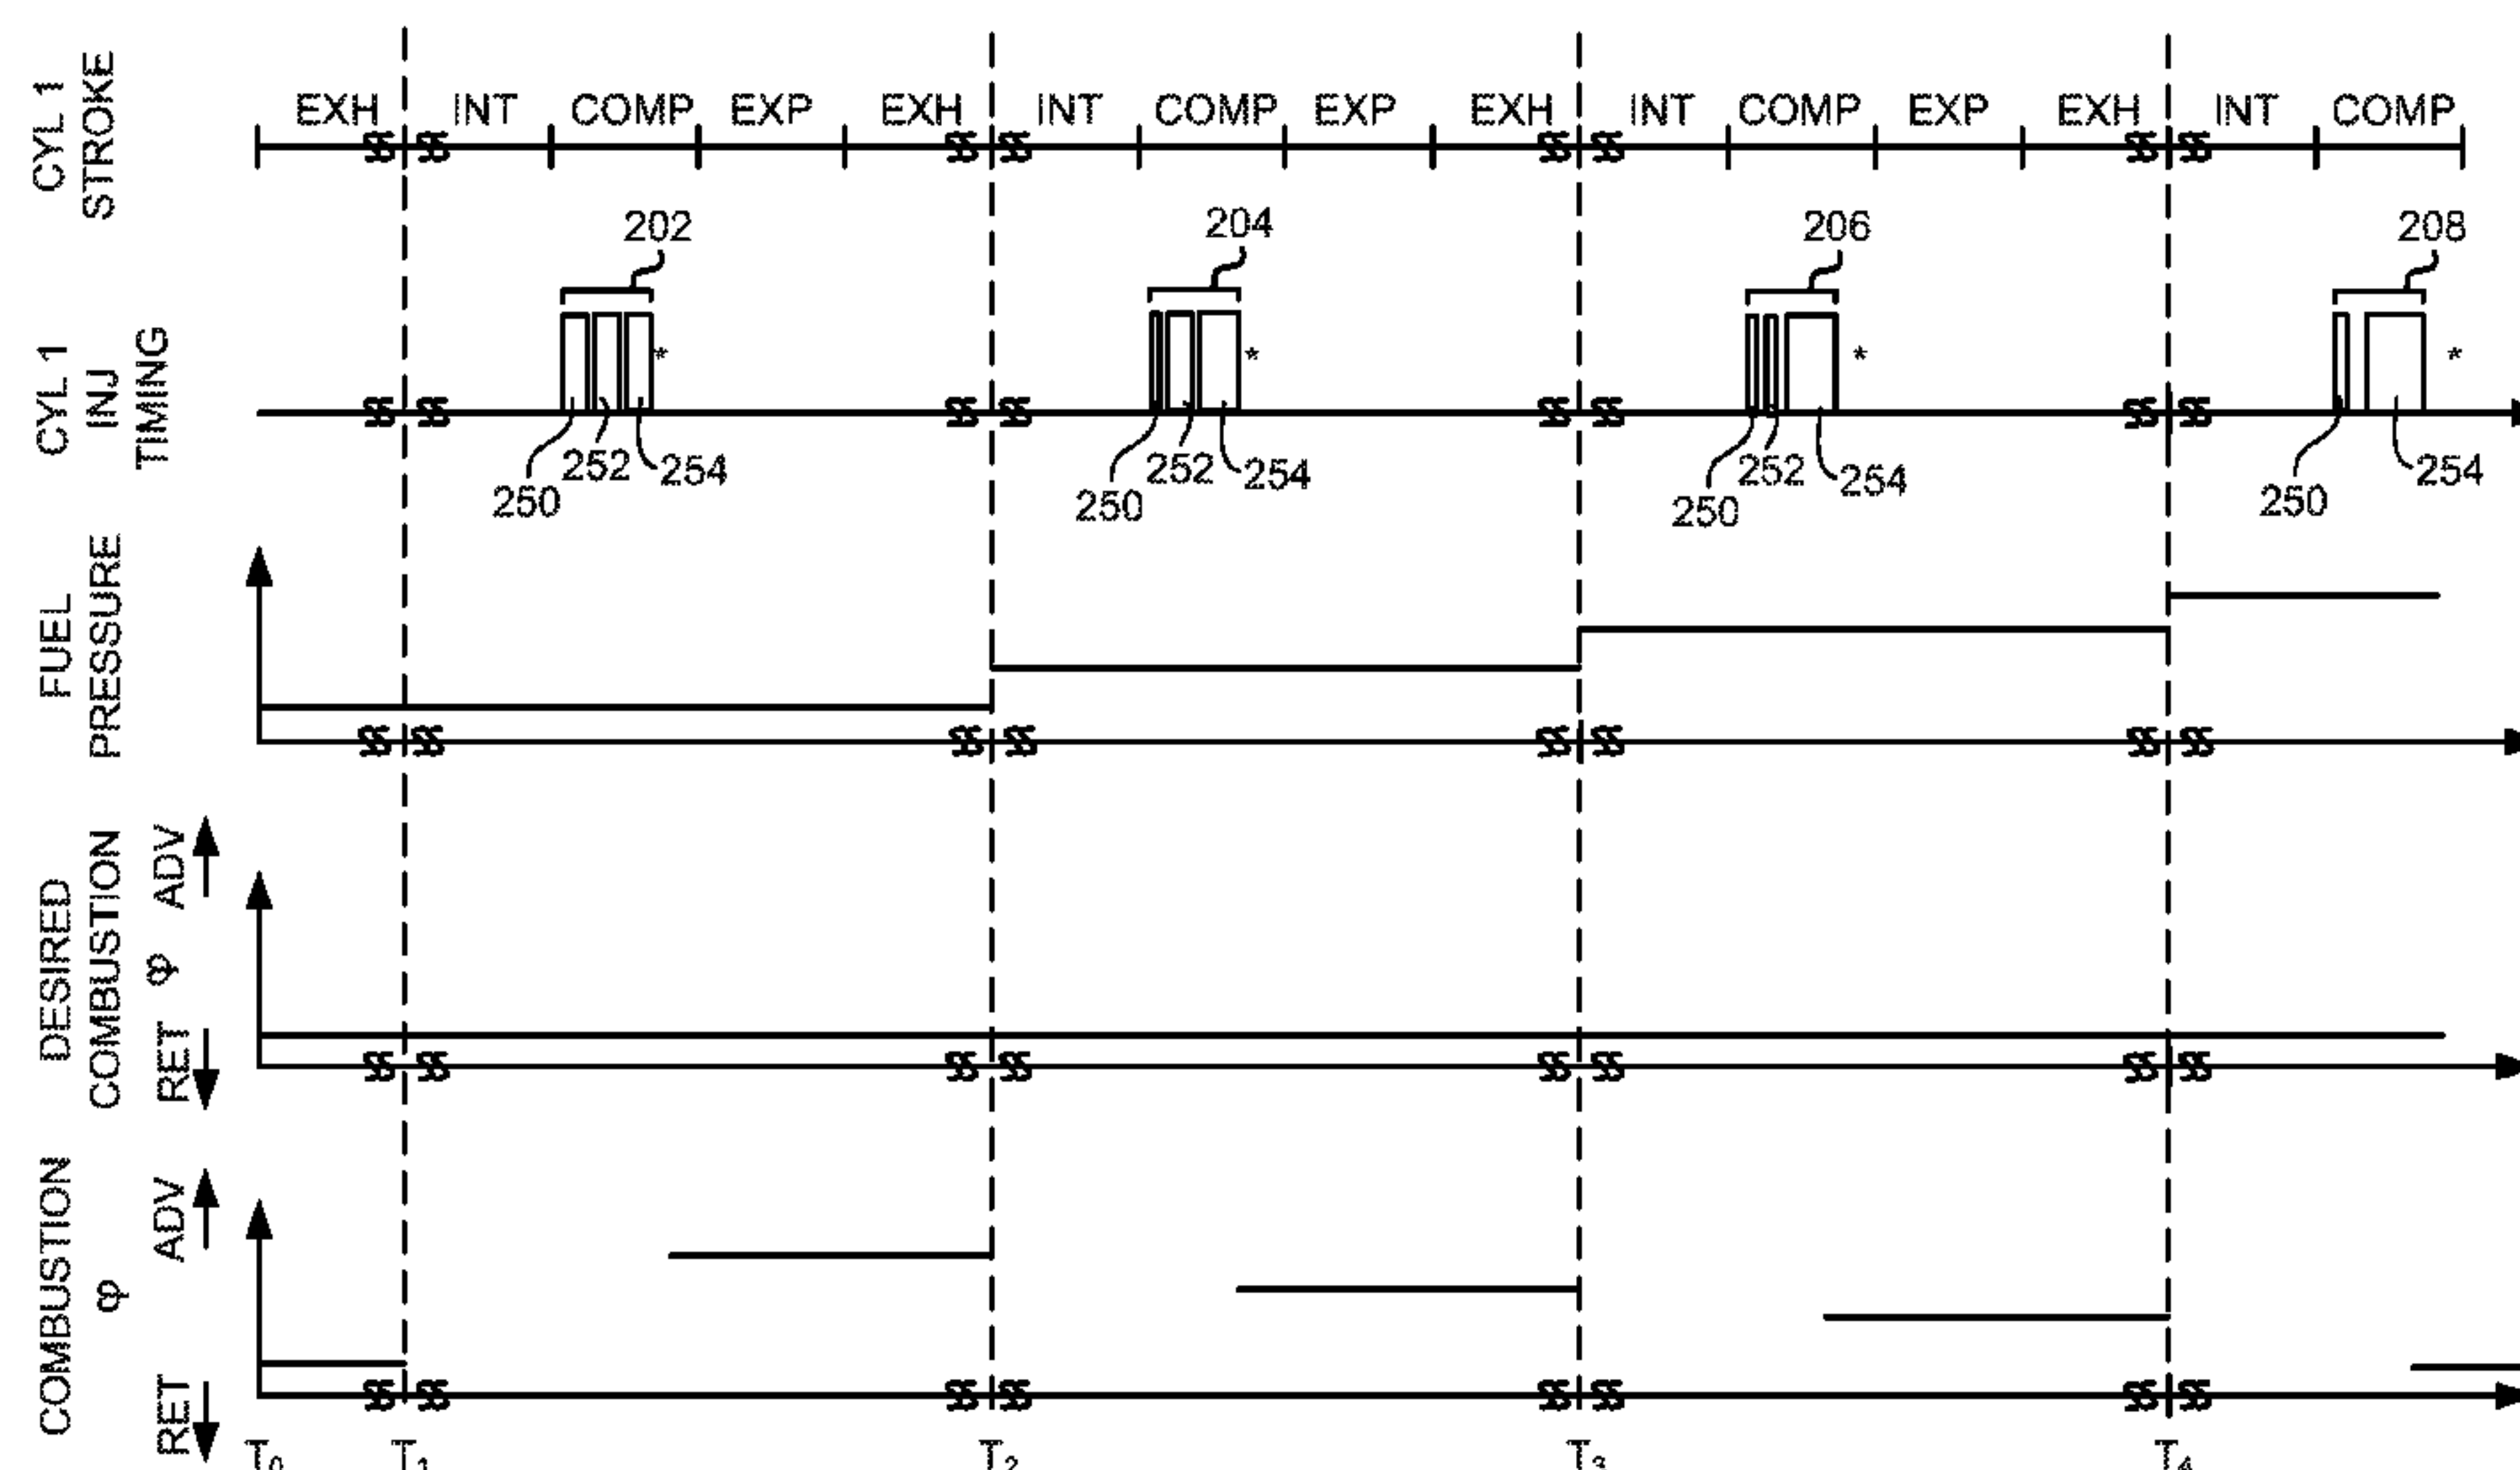 CYL 1
STROKE
EXH INT COMP EXP EXH INT COMP EXP EXH INT COMP EXP EXH INT COMP
CYL 1
INJ
TIMING
202 204 206 208
* * * *
250 252 254 250 252 254 250 252 254 250 254
FUEL
PRESSURE
DESIRED
COMBUSTION
φ
RET ADV
COMBUSTION
φ
RET ADV
T0 T1 T2 T3 T4